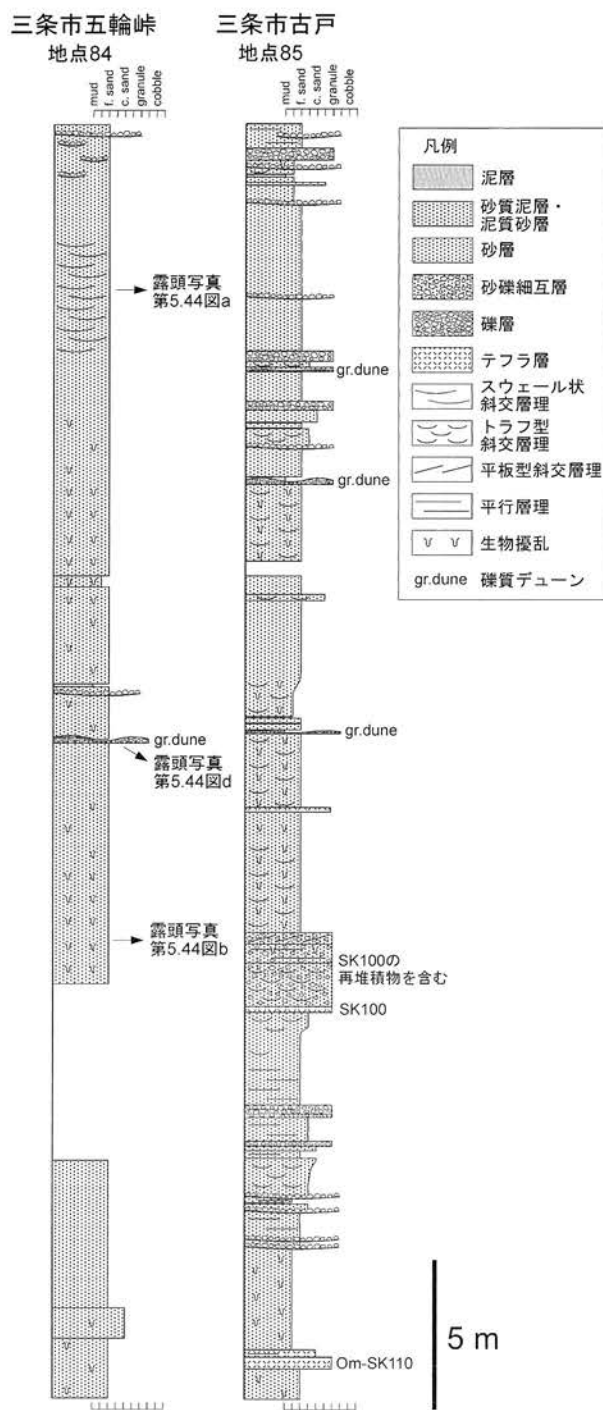 三条市五輪峠
地点84
mud
f. sand
c. sand
granule
cobble
露頭写真
第5.44図a
gr.dune
露頭写真
第5.44図d
露頭写真
第5.44図b
三条市古戸
地点85
mud
f. sand
c. sand
granule
cobble
gr.dune
gr.dune
gr.dune
SK100の
再堆積物を含む
SK100
Om-SK110
凡例
泥層
砂質泥層・
泥質砂層
砂層
砂礫細互層
礫層
テフラ層
スウェール状
斜交層理
トラフ型
斜交層理
平板型斜交層理
平行層理
生物擾乱
gr.dune 礫質デューン
5 m